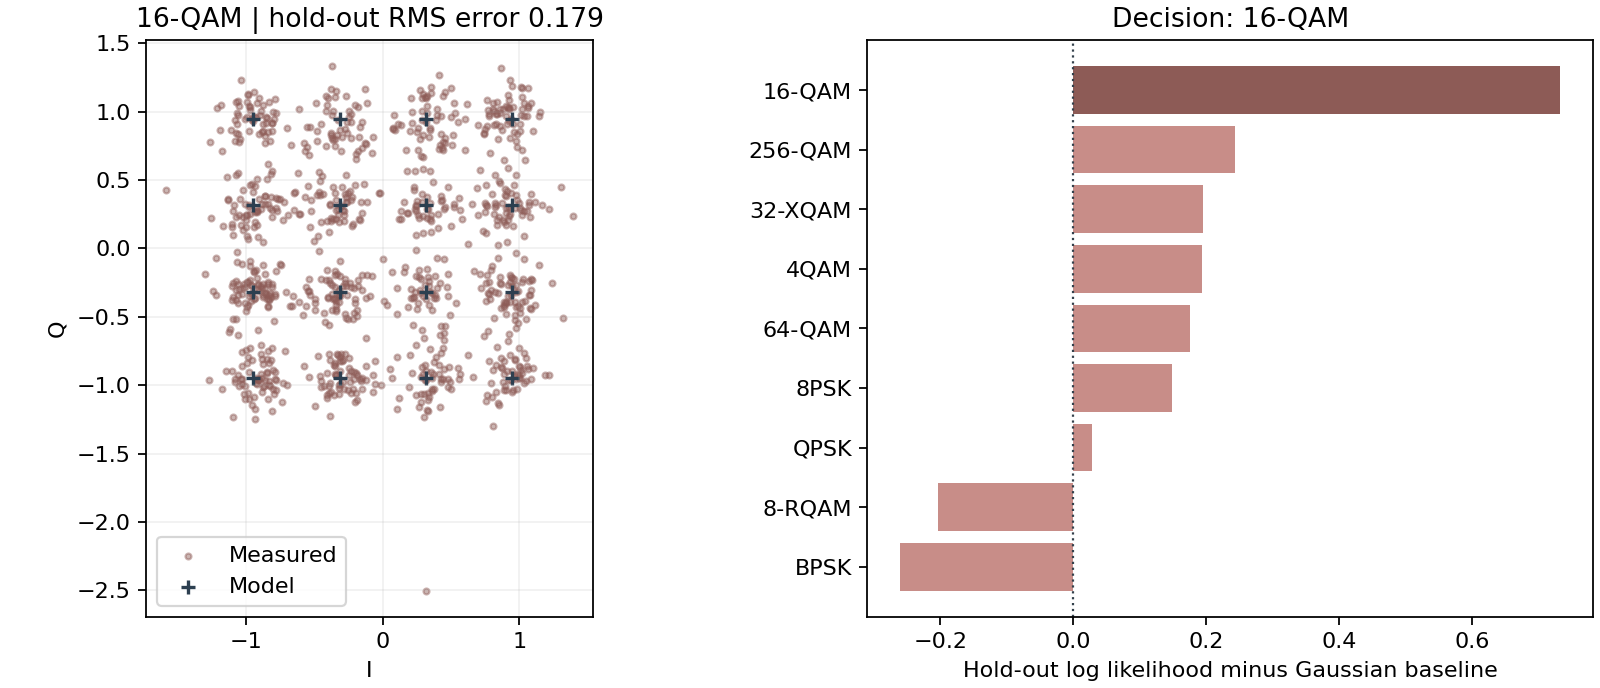 16-QAM | hold-out RMS error 0.179
1.5
1.0
0.5
0.0
−0.5
−1.0
−1.5
−2.0
−2.5
Q
Measured
Model
−1
0
1
I
Decision: 16-QAM
16-QAM
256-QAM
32-XQAM
4QAM
64-QAM
8PSK
QPSK
8-RQAM
BPSK
−0.2
0.0
0.2
0.4
0.6
Hold-out log likelihood minus Gaussian baseline